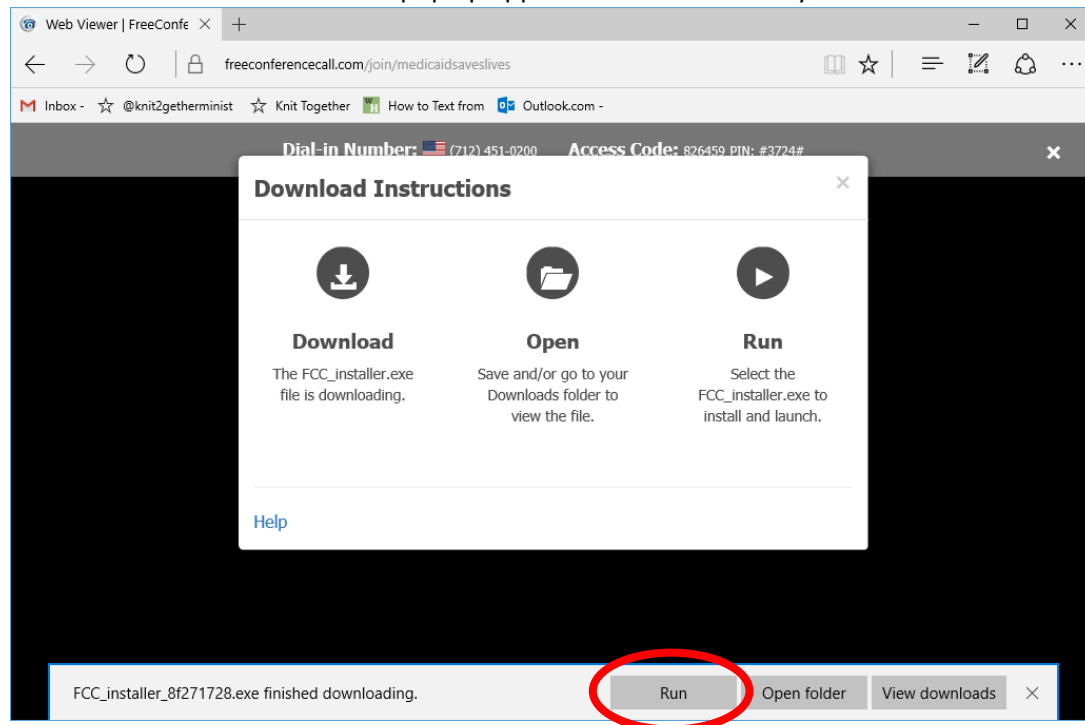 Web Viewer | FreeConfe
freeconferencecall.com/join/medicaidsaveslives
Inbox - @knit2getherminist Knit Together How to Text from Outlook.com -
Dial-in Number: (712) 451-0200 Access Code: 826459 PIN: #3724#
Download Instructions
Download Open Run
The FCC_installer.exe
file is downloading.
Save and/or go to your
Downloads folder to
view the file.
Select the
FCC_installer.exe to
install and launch.
Help
FCC_installer_8f271728.exe finished downloading. Run Open folder View downloads